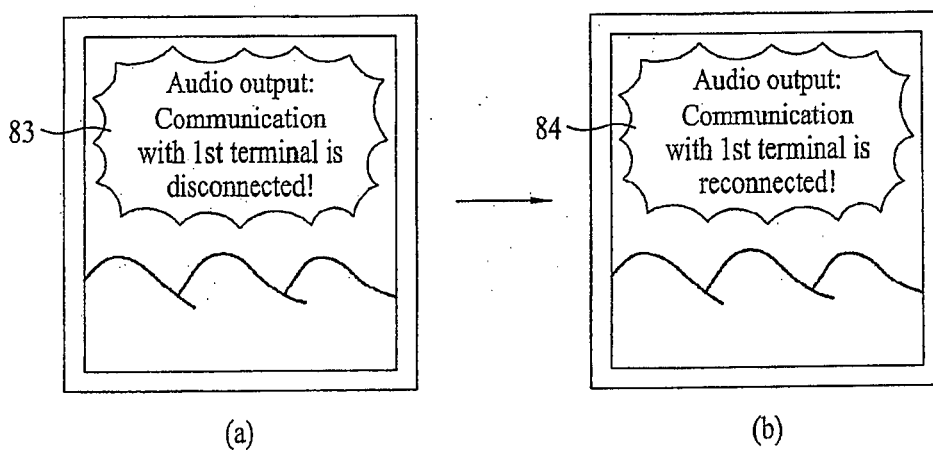 83
Audio output:
Communication
with 1st terminal is
disconnected!
(a)
84
Audio output:
Communication
with 1st terminal is
reconnected!
(b)